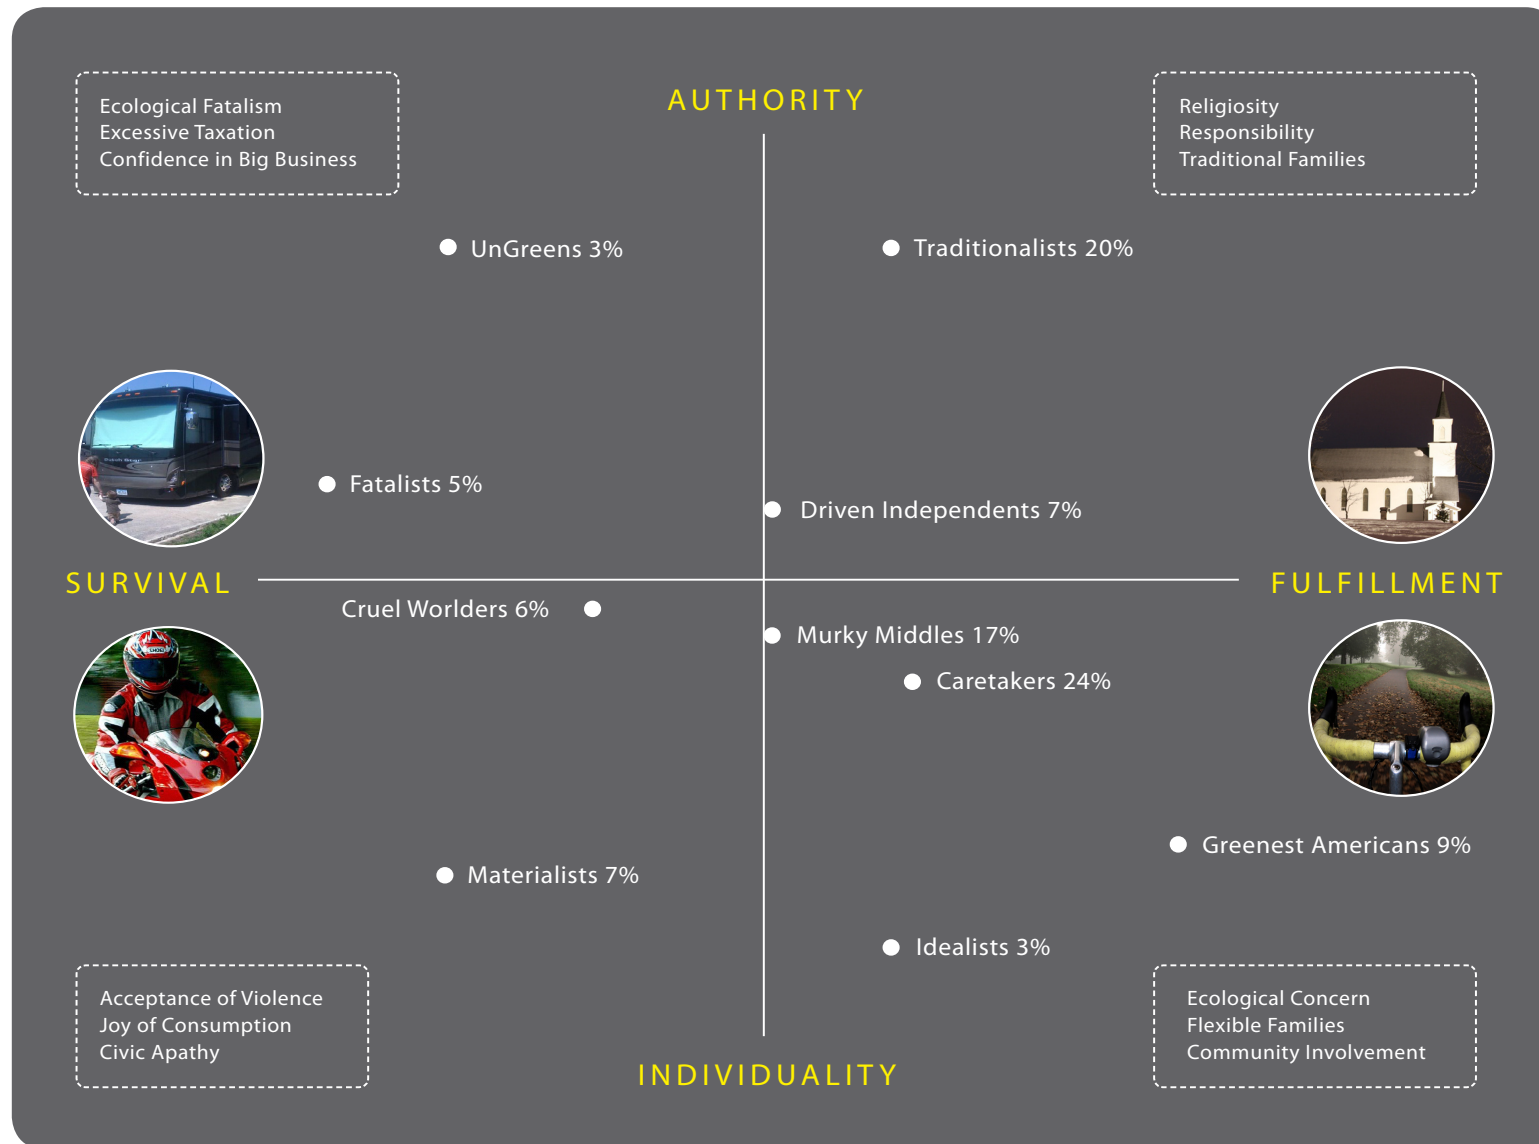 AUTHORITY
Ecological Fatalism
Excessive Taxation
Confidence in Big Business
Religiosity
Responsibility
Traditional Families
UnGreens 3%
Traditionalists 20%
Fatalists 5%
Driven Independents 7%
SURVIVAL
FULFILLMENT
Cruel Worlders 6%
Murky Middles 17%
Caretakers 24%
Greenest Americans 9%
Materialists 7%
Idealists 3%
Acceptance of Violence
Joy of Consumption
Civic Apathy
Ecological Concern
Flexible Families
Community Involvement
INDIVIDUALITY